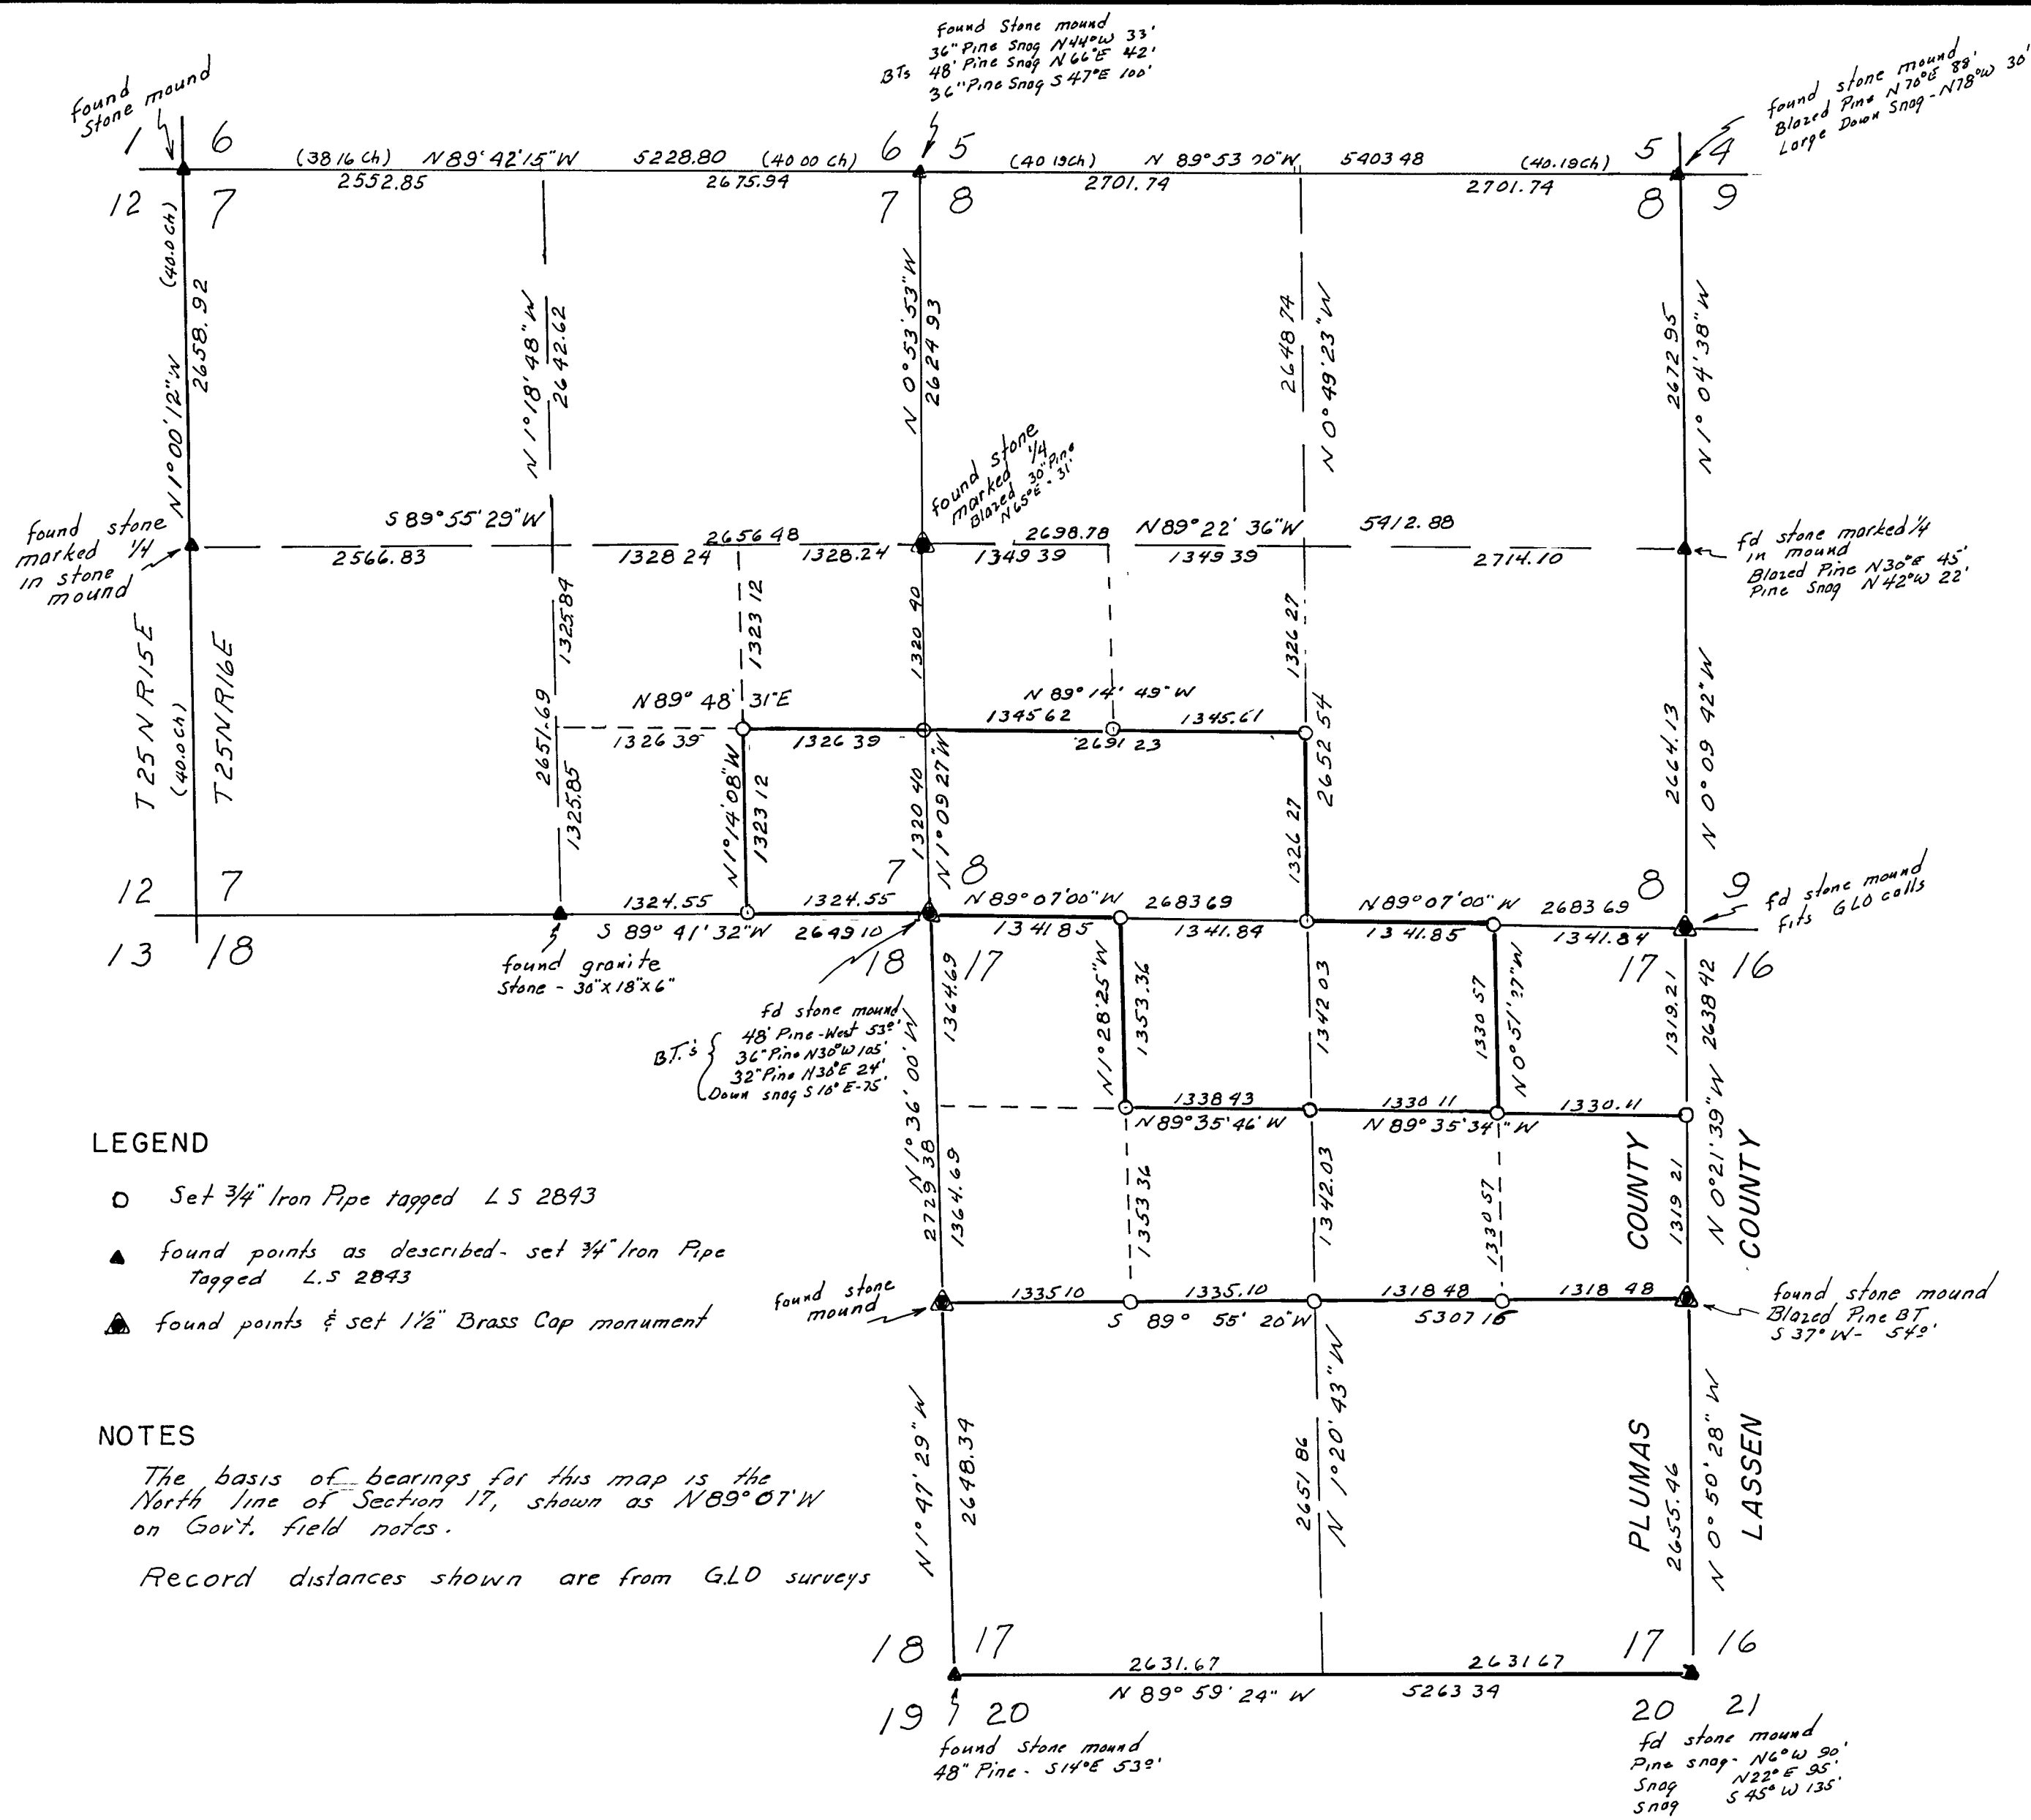 found Stone mound
36" Pine Snag N44°W 33'
BTs 48' Pine Snag N66°E 42'
36" Pine Snag S47°E 100'
found
Stone mound
found stone mound
Blazed Pine N70°E 88'
Large Down Snag - N78°W 30'
1 6
(3816 Ch) N89°42'15"W 5228.80 (40 00 Ch)
6 5
(40 19Ch) N 89°53 70"W 5403 48 (40.19Ch)
5 4
2552.85 2675.94 2701.74 2701.74
12 7
7 8
8 9
(40.0 Ch)
N1°00'12"W
2658.92
N 1°18'48"W
2642.62
N 0°53'53"W
2624 93
2648 74
N 0°49'23"W
2672 95
N 1°04'38"W
found stone
marked 1/4
Blazed 30" Pine
N65°E - 31'
found stone
marked 1/4
in stone
mound
S 89°55'29"W
2656 48
2698.78
N89°22'36"W
5412.88
2566.83 1328 24 1328.24 1349 39 1349 39 2714.10
fd stone marked 1/4
in mound
Blazed Pine N30°E 45'
Pine Snag N42°W 22'
T25N R15E
(40.0 Ch)
T25N R16E
1325.84
1323 12
1320 40
1326 27
N89°48'31"E
N 89°14'49"W
1345 62 1345.61
1326 39 1326 39 2691 23
2651.69
1325.85
N1°14'08"W
1323 12
1320 40
N1°09 27"W
2652 54
1326 27
2664.13
N 0°09 42"W
12 7
7 8
8 9
fd stone mound
fits GLO calls
1324.55 1324.55
N89°07'00"W 2683 69
N89°07'00"W 2683 69
S 89°41'32"W 2649 10
1341 85 1341.84 1341.85 1341.84
13 18
found granite
Stone - 30"x18"x6"
18 17
17 16
fd stone mound
48' Pine - West 53°'
BT.'s 36" Pine N30°W 105'
32" Pine N30°E 24'
Down snag S10°E-75'
N 1°36'00"W
2729 38
1364.69
N1°28'25"W
1353.36
1342 03
1330 57
N 0°51'27"W
1319.21
2638 42
N 0°21'39"W
1338 43 1330 11 1330.11
N89°35'46"W N89°35'34"W
1364.69
1353 36
1342.03
1330 57
1319 21
COUNTY
COUNTY
LEGEND
Set 3/4" Iron Pipe tagged LS 2843
found points as described- set 3/4" Iron Pipe
Tagged L.S 2843
found points & set 1 1/2" Brass Cap monument
found stone
mound
1335 10 1335.10 1318 48 1318 48
S 89° 55' 20"W 5307 16
found stone mound
Blazed Pine BT
S 37° W- 54°'
NOTES
The basis of bearings for this map is the
North line of Section 17, shown as N89°07'W
on Gov't. field notes.
Record distances shown are from G.L.O surveys
N1°47'29"W
2648.34
2651 86
N 1°20'43"W
PLUMAS
2655.46
N 0°50'28"W
LASSEN
18 17
17 16
2631.67 2631 67
N 89°59'24" W 5263 34
19 20
20 21
found stone mound
48" Pine - S14°E 53°'
fd stone mound
Pine snag- N6°W 90'
Snag N22°E 95'
Snag S 45° W 135'